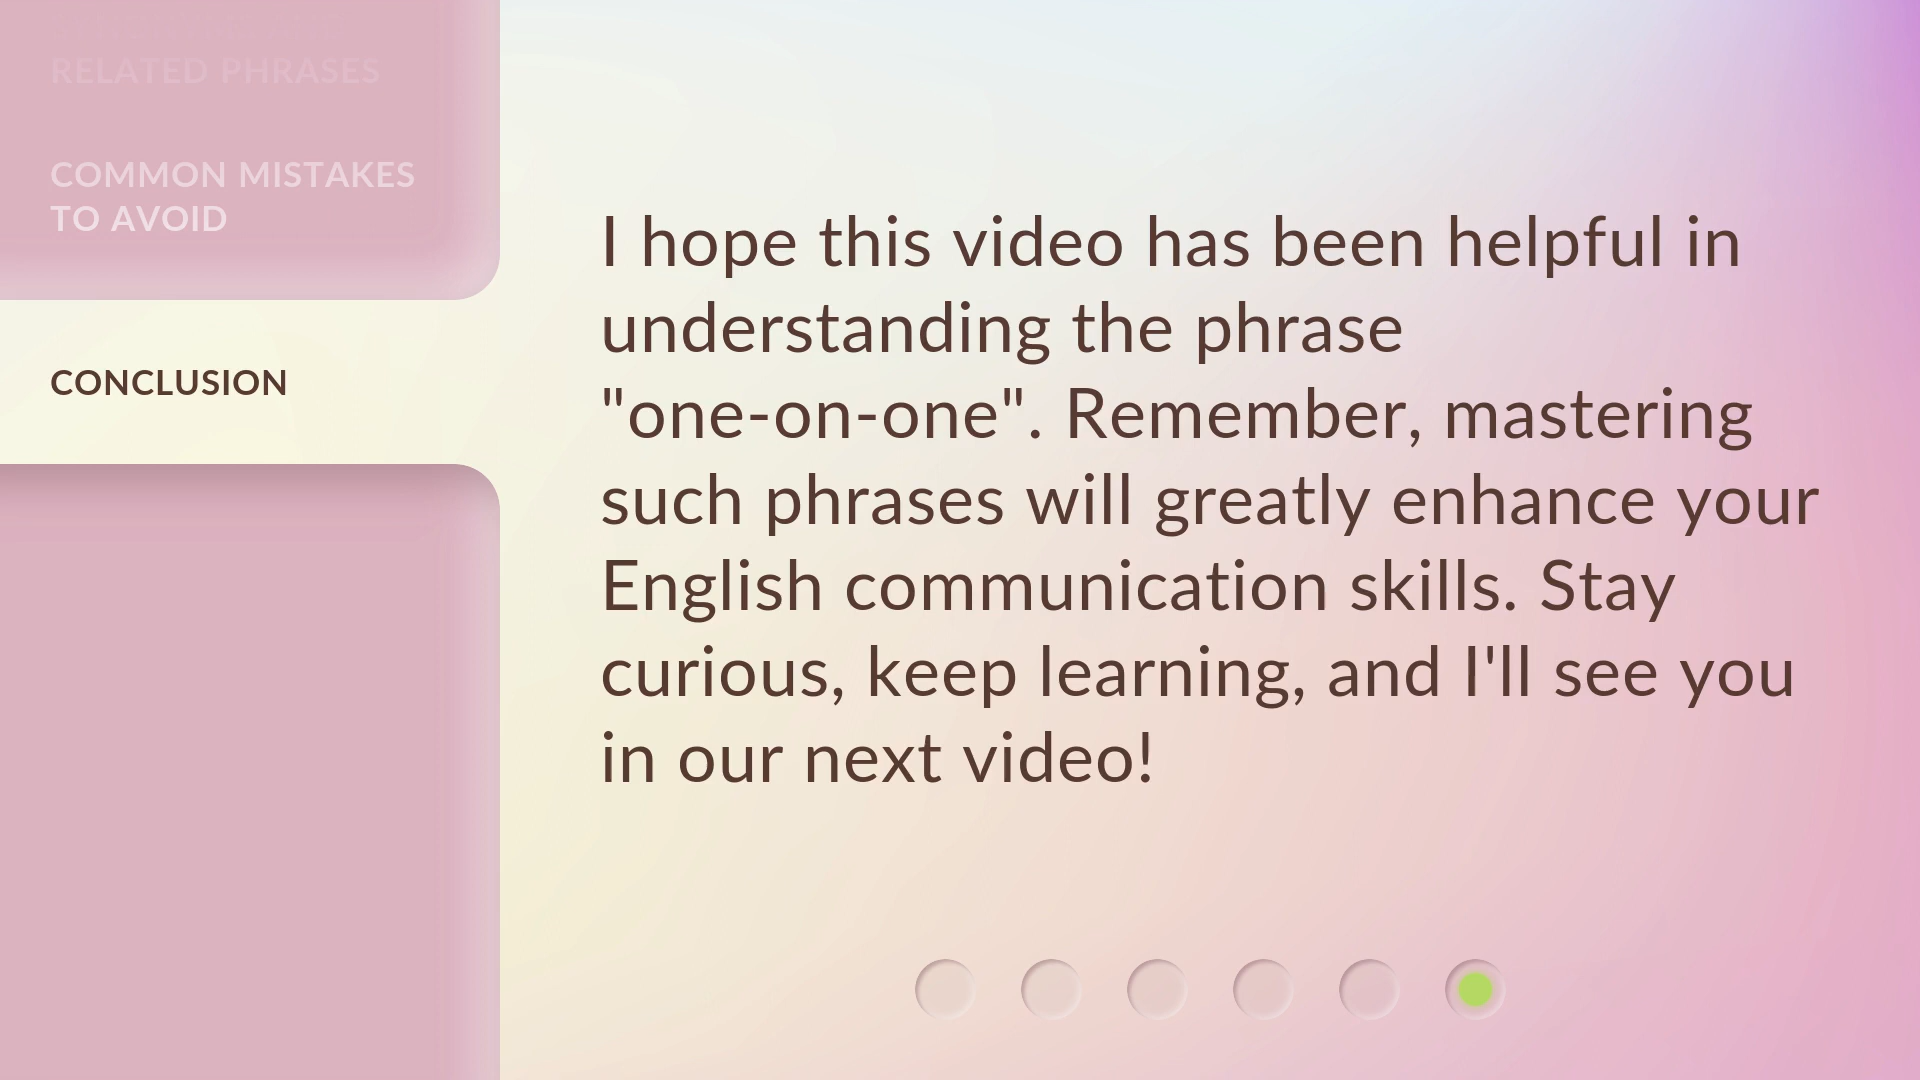 RELATED PHRASES
COMMON MISTAKES
TO AVOID
CONCLUSION
I hope this video has been helpful in
understanding the phrase
"one-on-one". Remember, mastering
such phrases will greatly enhance your
English communication skills. Stay
curious, keep learning, and I'll see you
in our next video!